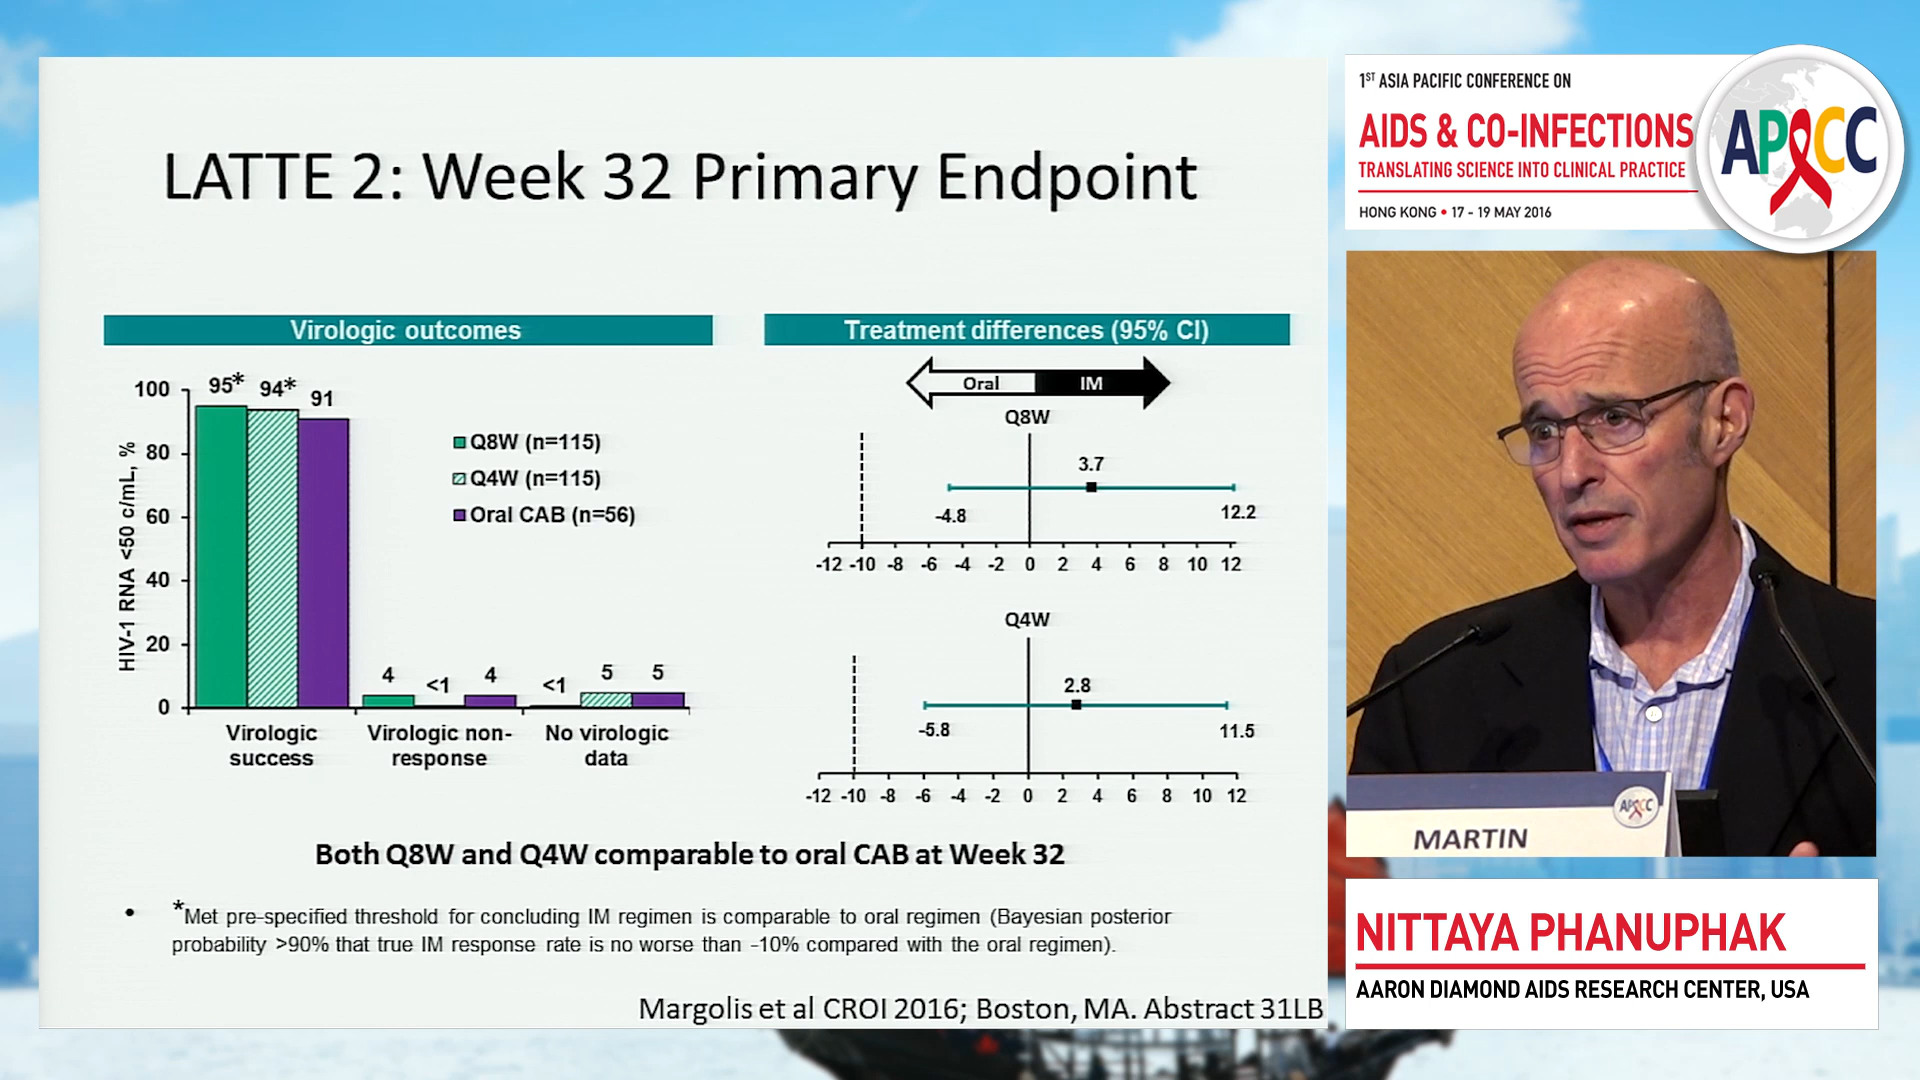 LATTE 2: Week 32 Primary Endpoint
Virologic outcomes
HIV-1 RNA <50 c/mL, %
100
80
60
40
20
0
95*
94*
91
4
<1
4
<1
5
5
Q8W (n=115)
Q4W (n=115)
Oral CAB (n=56)
Virologic
success
Virologic non-
response
No virologic
data
Treatment differences (95% CI)
Oral IM
Q8W
3.7
-4.8 12.2
-12 -10 -8 -6 -4 -2 0 2 4 6 8 10 12
Q4W
2.8
-5.8 11.5
-12 -10 -8 -6 -4 -2 0 2 4 6 8 10 12
Both Q8W and Q4W comparable to oral CAB at Week 32
• *Met pre-specified threshold for concluding IM regimen is comparable to oral regimen (Bayesian posterior
probability >90% that true IM response rate is no worse than -10% compared with the oral regimen).
Margolis et al CROI 2016; Boston, MA. Abstract 31LB
1ST ASIA PACIFIC CONFERENCE ON
AIDS & CO-INFECTIONS
TRANSLATING SCIENCE INTO CLINICAL PRACTICE
HONG KONG • 17 - 19 MAY 2016
APACC
APACC
MARTIN
NITTAYA PHANUPHAK
AARON DIAMOND AIDS RESEARCH CENTER, USA